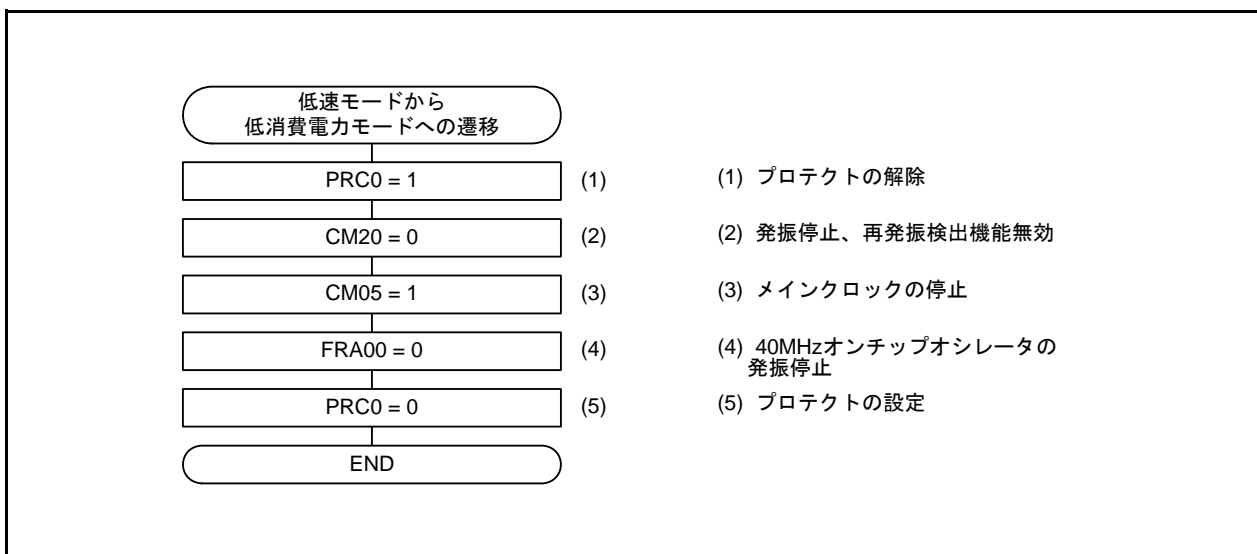 低速モードから
低消費電力モードへの遷移
PRC0 = 1
(1)
(1) プロテクトの解除
CM20 = 0
(2)
(2) 発振停止、再発振検出機能無効
CM05 = 1
(3)
(3) メインクロックの停止
FRA00 = 0
(4)
(4) 40MHzオンチップオシレータの
発振停止
PRC0 = 0
(5)
(5) プロテクトの設定
END